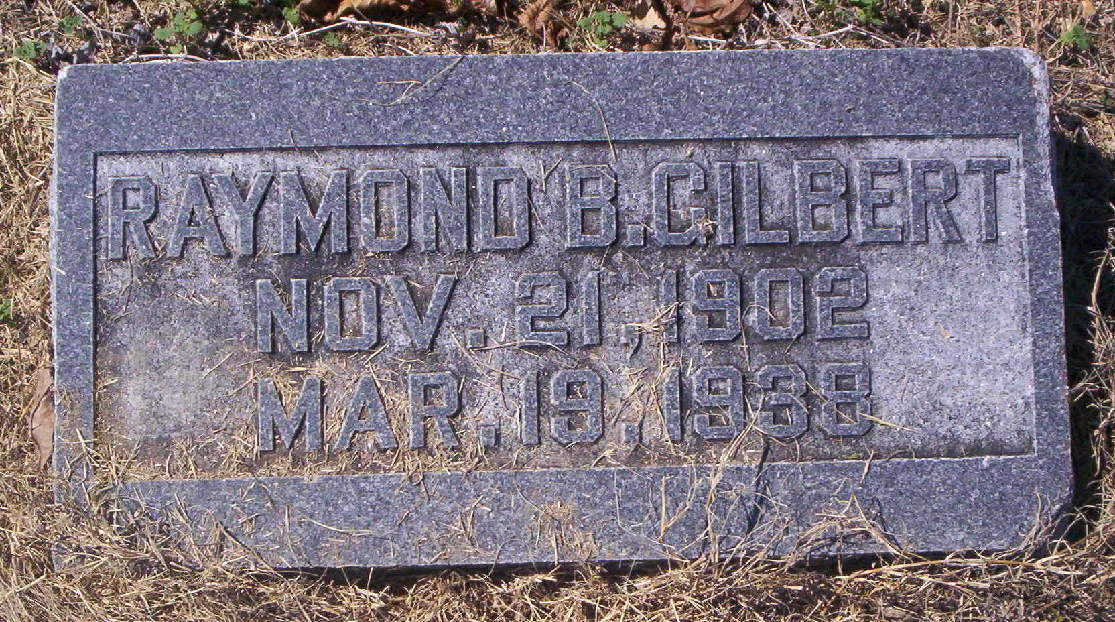 RAYMOND B. GILBERT
NOV. 21, 1902
MAR. 19, 1938